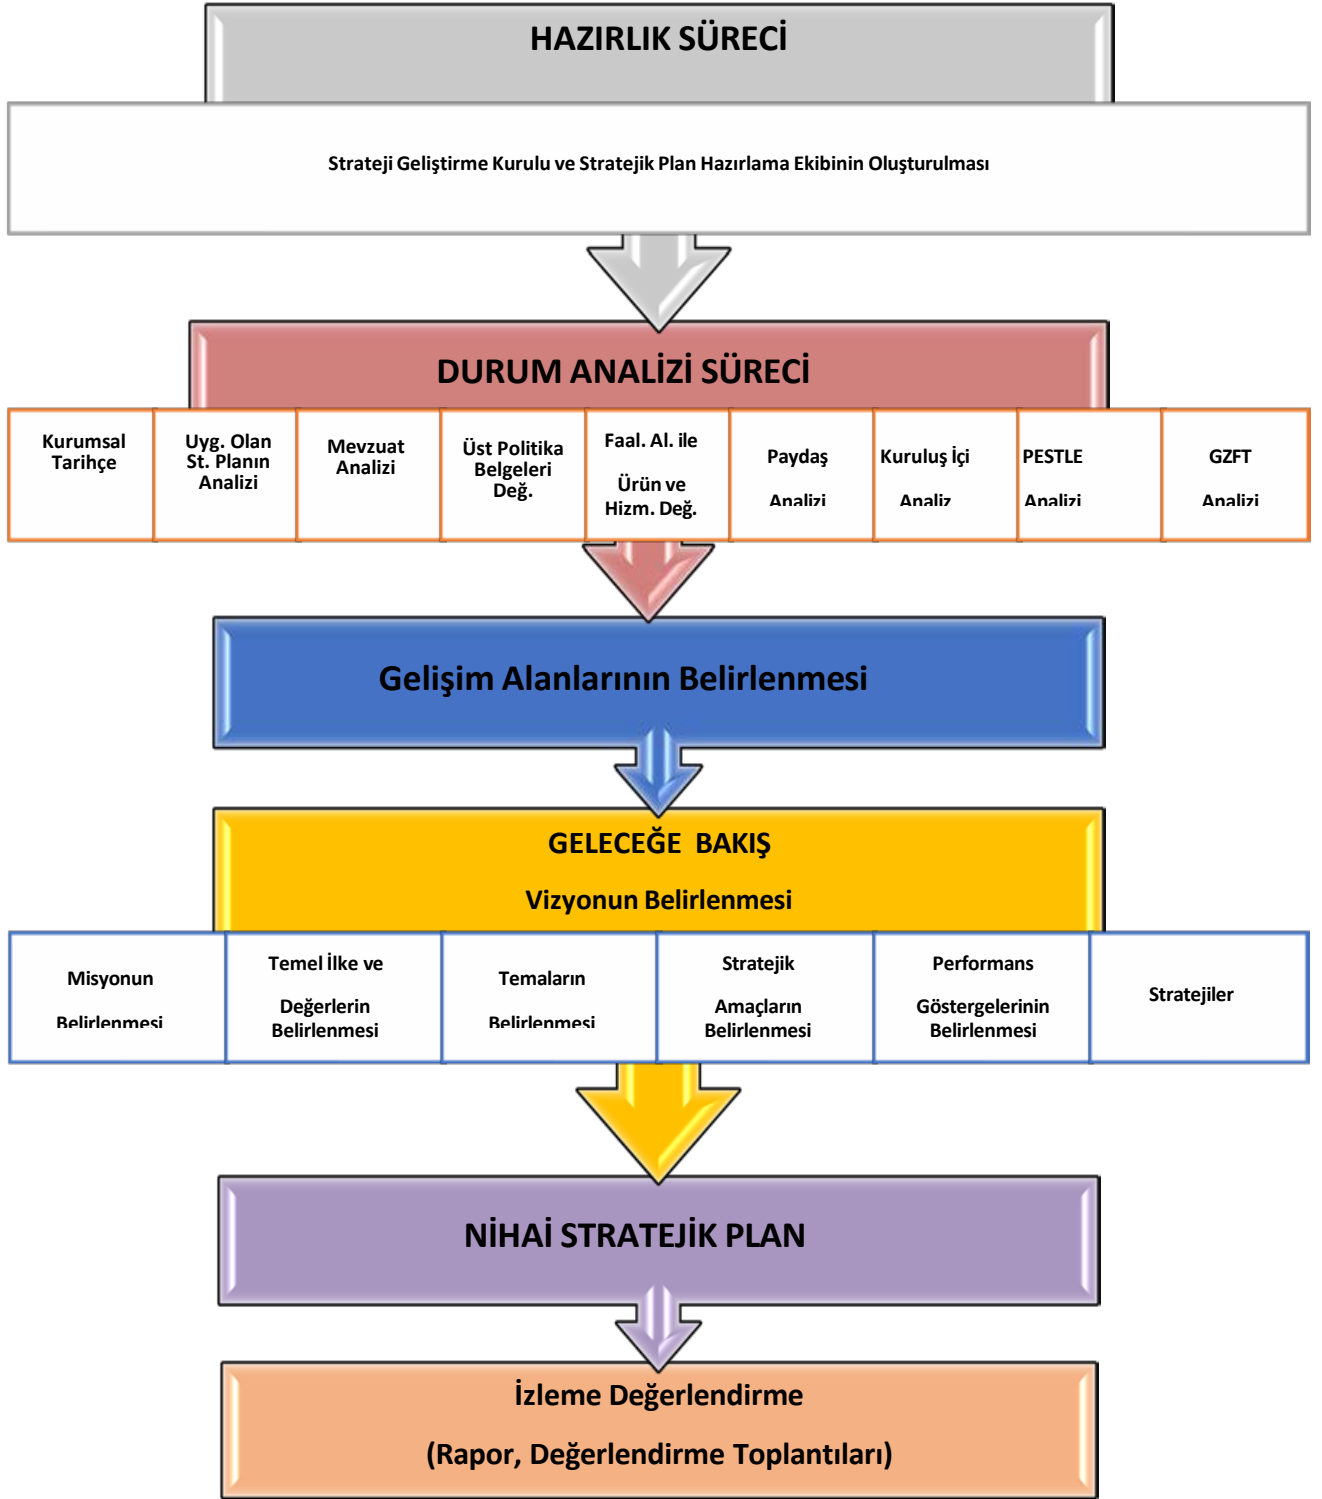 HAZIRLIK SÜRECİ
Strateji Geliştirme Kurulu ve Stratejik Plan Hazırlama Ekibinin Oluşturulması
DURUM ANALİZİ SÜRECİ
Kurumsal
Tarihçe
Uyg. Olan
St. Planın
Analizi
Mevzuat
Analizi
Üst Politika
Belgeleri
Değ.
Faal. Al. ile
Ürün ve
Hizm. Değ.
Paydaş
Analizi
Kuruluş İçi
Analiz
PESTLE
Analizi
GZFT
Analizi
Gelişim Alanlarının Belirlenmesi
GELECEĞE BAKIŞ
Vizyonun Belirlenmesi
Misyonun
Belirlenmesi
Temel İlke ve
Değerlerin
Belirlenmesi
Temaların
Belirlenmesi
Stratejik
Amaçların
Belirlenmesi
Performans
Göstergelerinin
Belirlenmesi
Stratejiler
NİHAİ STRATEJİK PLAN
İzleme Değerlendirme
(Rapor, Değerlendirme Toplantıları)